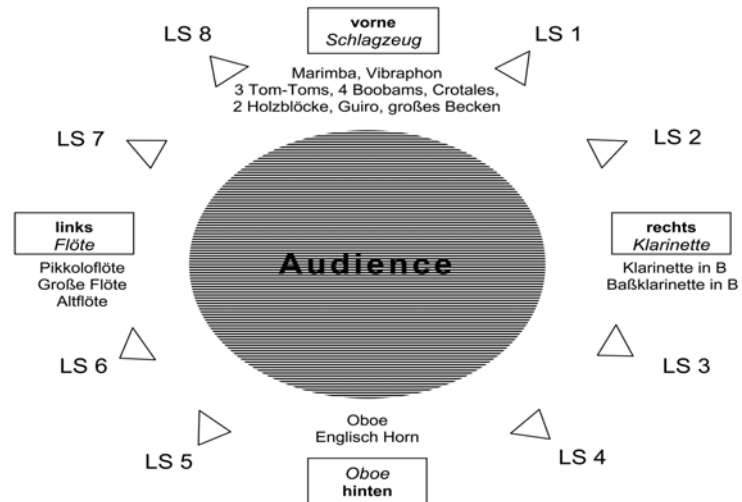 LS 8
vorne
Schlagzeug
LS 1
Marimba, Vibraphon
3 Tom-Toms, 4 Boobams, Crotales,
2 Holzblöcke, Guiro, großes Becken
LS 7
LS 2
links
Flöte
Pikkoloflöte
Große Flöte
Altflöte
Audience
rechts
Klarinette
Klarinette in B
Baßklarinette in B
LS 6
LS 3
Oboe
Englisch Horn
LS 5
LS 4
Oboe
hinten